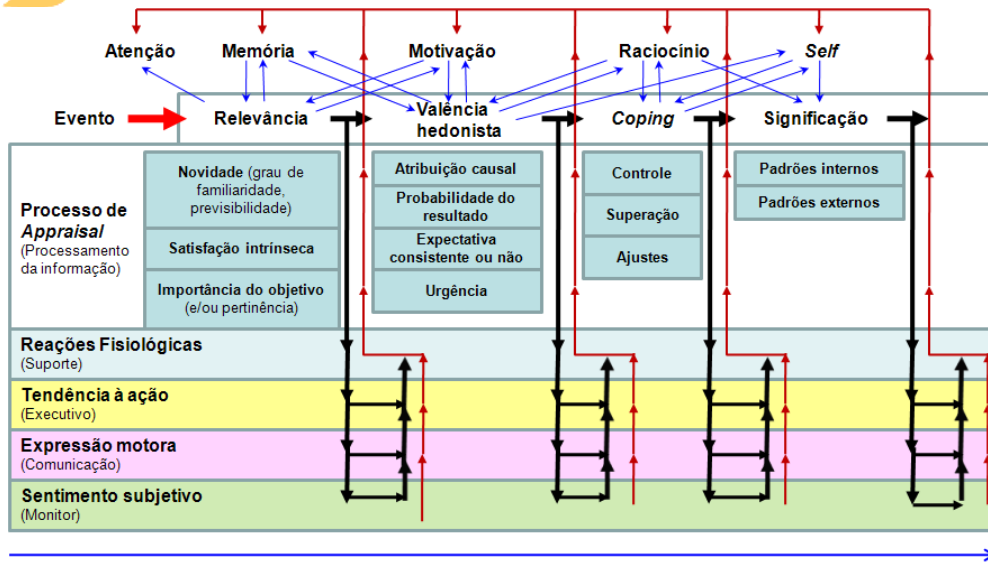 Atenção
Memória
Motivação
Raciocínio
Self
Evento
Relevância
Valência
hedonista
Coping
Significação
Processo de
Appraisal
(Processamento
da informação)
Novidade (grau de
familiaridade,
previsibilidade)
Satisfação intrínseca
Importância do objetivo
(e/ou pertinência)
Atribuição causal
Probabilidade do
resultado
Expectativa
consistente ou não
Urgência
Controle
Superação
Ajustes
Padrões internos
Padrões externos
Reações Fisiológicas
(Suporte)
Tendência à ação
(Executivo)
Expressão motora
(Comunicação)
Sentimento subjetivo
(Monitor)